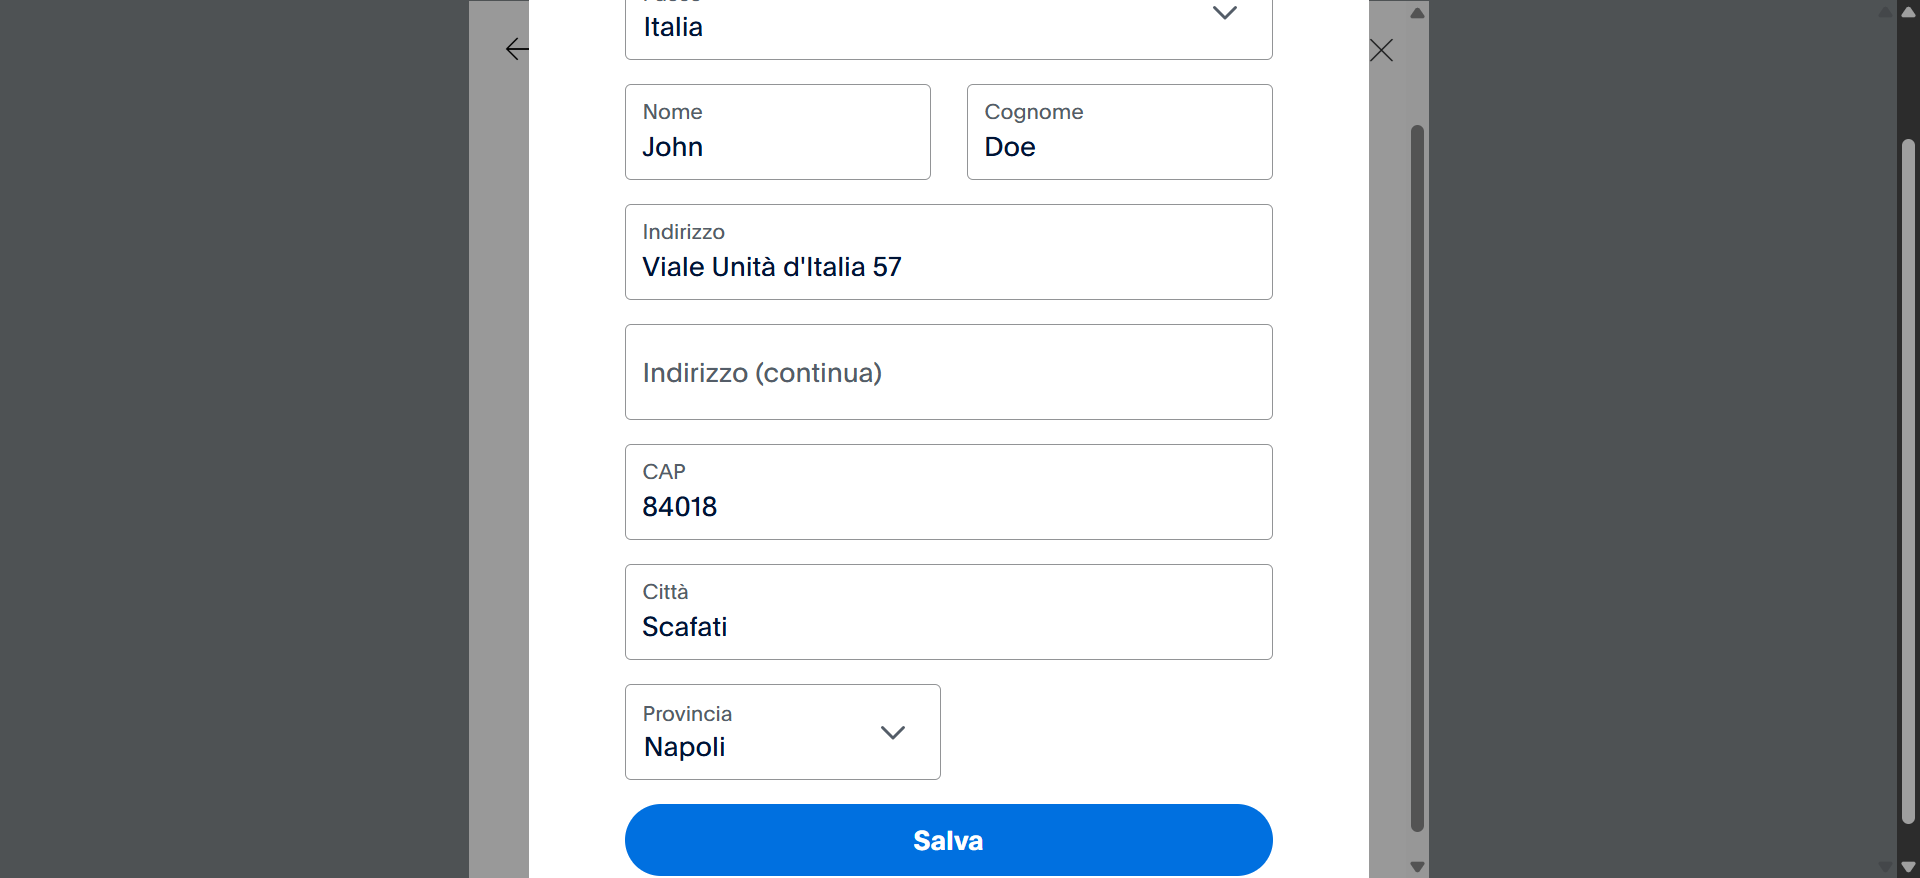 Italia
Nome
John
Cognome
Doe
Indirizzo
Viale Unità d'Italia 57
Indirizzo (continua)
CAP
84018
Città
Scafati
Provincia
Napoli
Salva